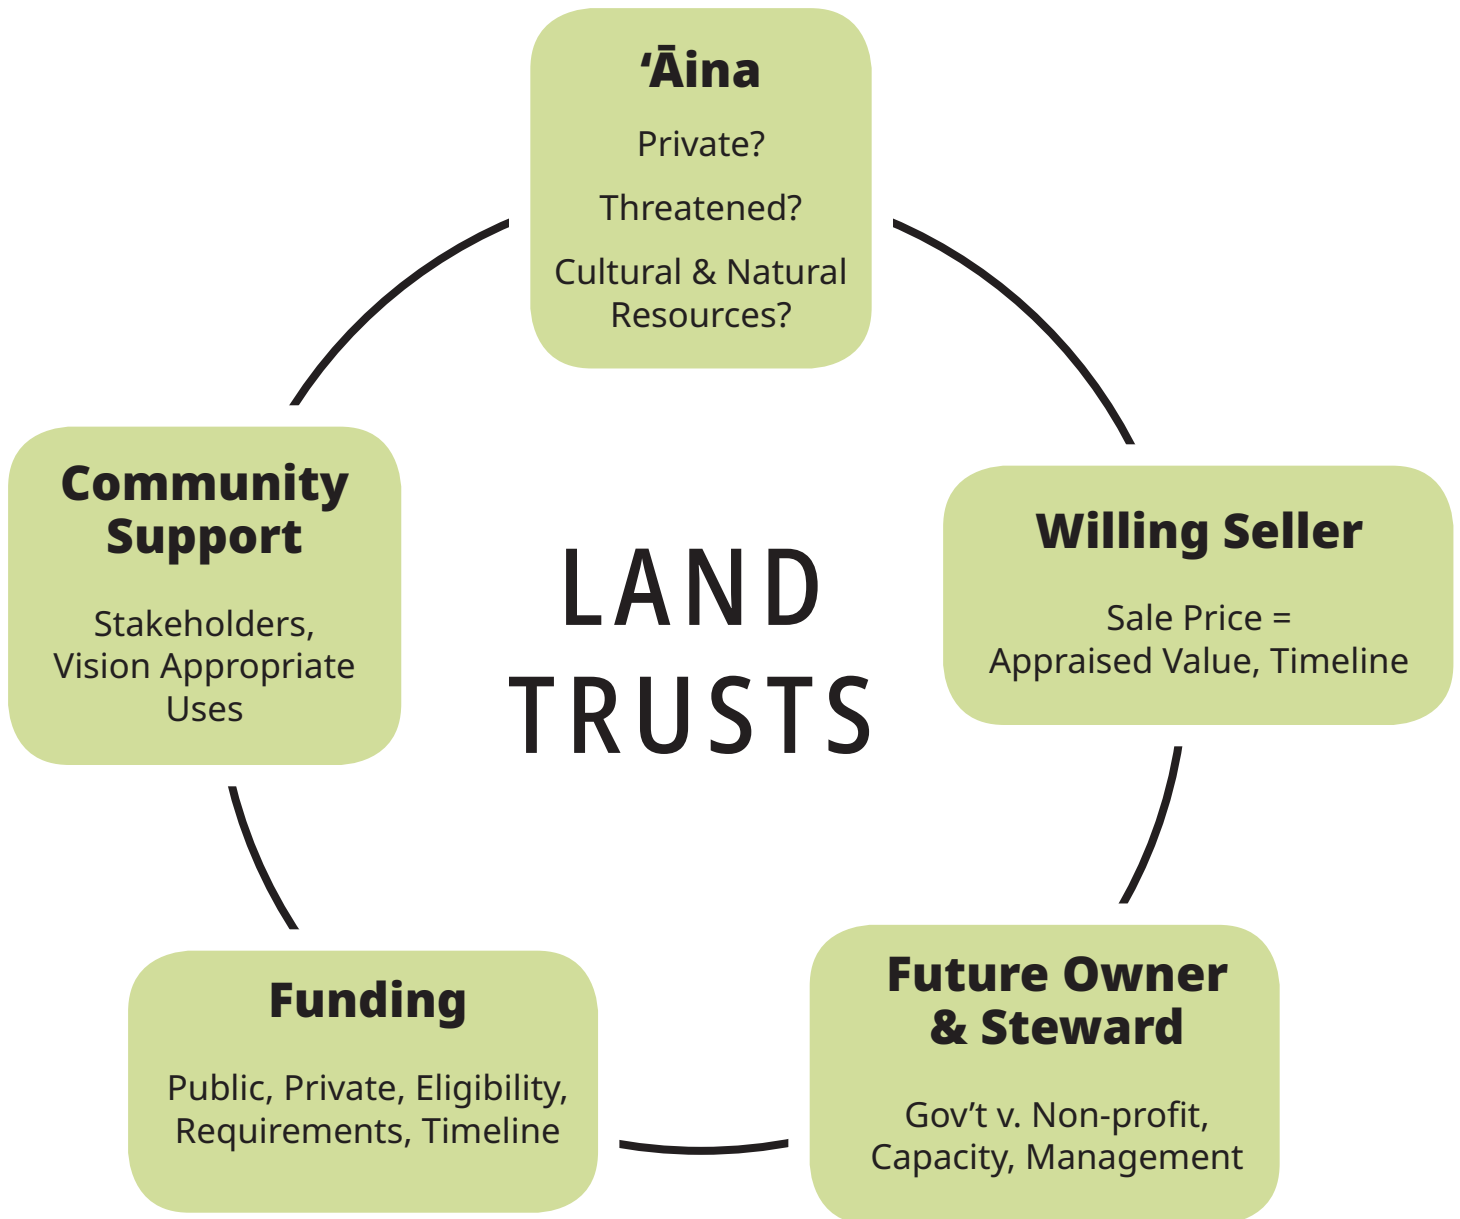 ‘Āina
Private?
Threatened?
Cultural & Natural
Resources?
Community
Support
Stakeholders,
Vision Appropriate
Uses
LAND
TRUSTS
Willing Seller
Sale Price =
Appraised Value, Timeline
Funding
Public, Private, Eligibility,
Requirements, Timeline
Future Owner
& Steward
Gov’t v. Non-profit,
Capacity, Management